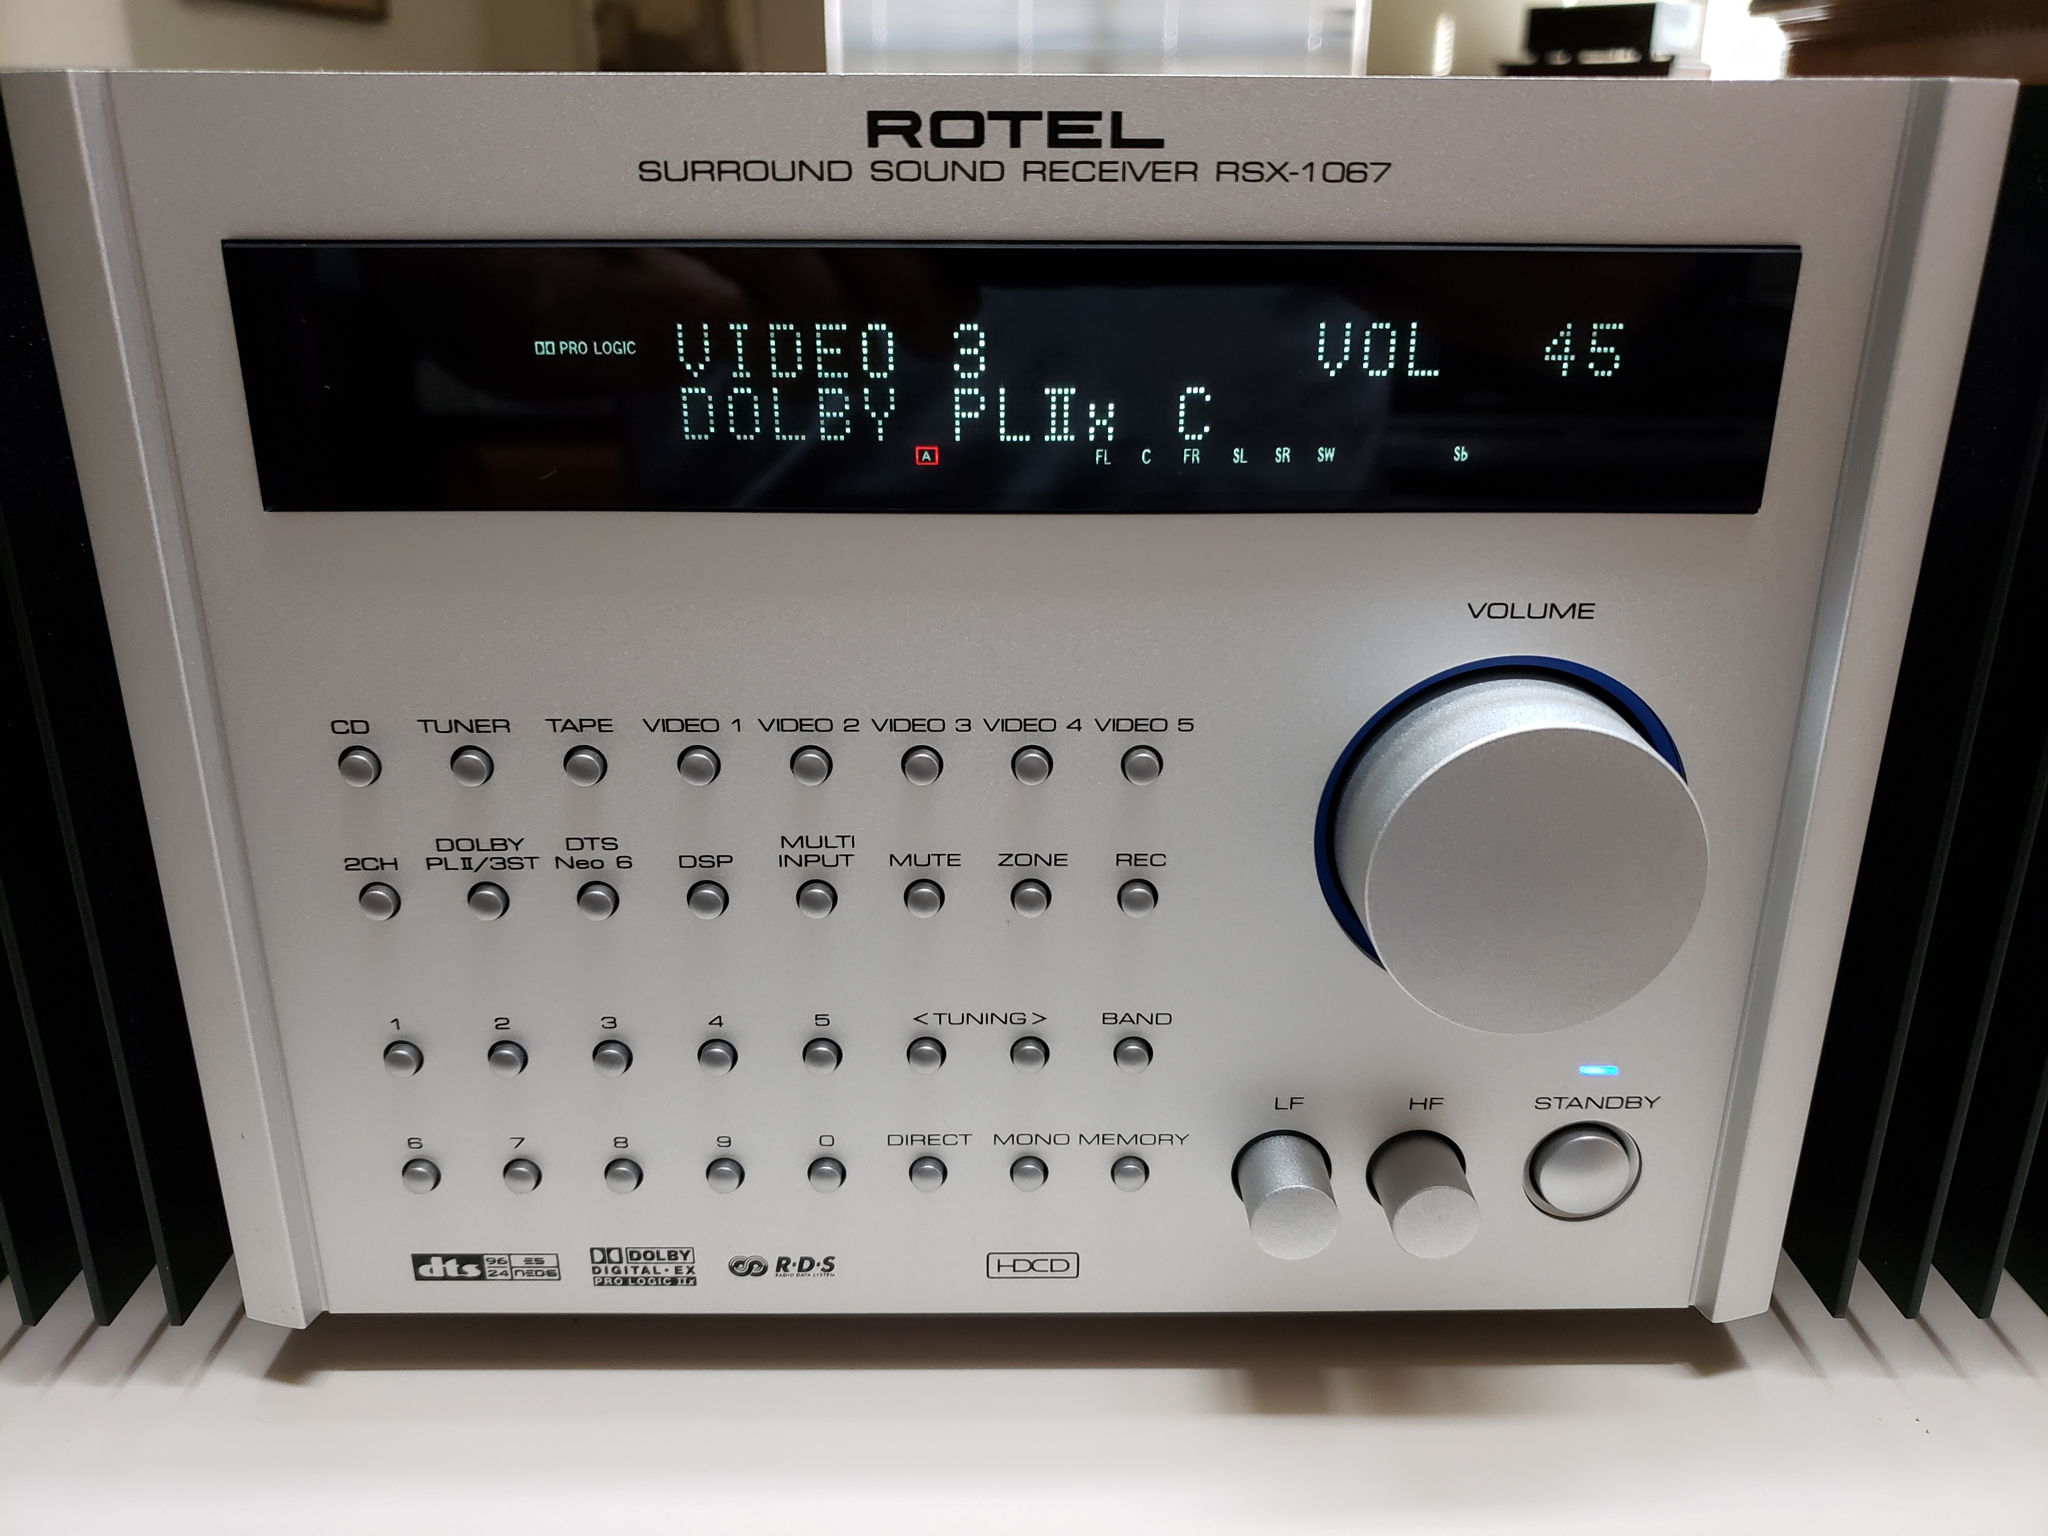 ROTEL
SURROUND SOUND RECEIVER RSX-1067
PRO LOGIC VIDEO 3 VOL 45
DOLBY PLⅡx C
A FL C FR SL SR SW Sb
VOLUME
CD TUNER TAPE VIDEO 1 VIDEO 2 VIDEO 3 VIDEO 4 VIDEO 5
2CH DOLBY PLⅡ/3ST DTS Neo 6 DSP MULTI INPUT MUTE ZONE REC
1 2 3 4 5 <TUNING> BAND
LF HF STANDBY
6 7 8 9 0 DIRECT MONO MEMORY
dts 96 24 ES NEO:6
DOLBY
DIGITAL·EX
PRO LOGIC IIx
R·D·S
RADIO DATA SYSTEM
HDCD